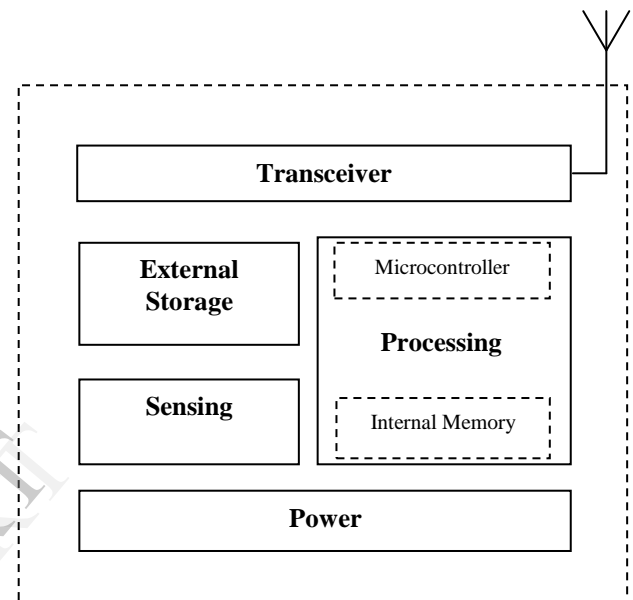 Transceiver
External
Storage
Microcontroller
Processing
Sensing
Internal Memory
Power